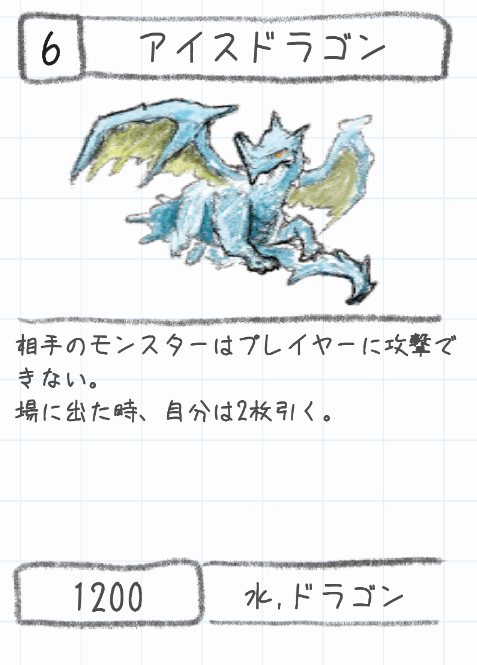 6 アイスドラゴン
相手のモンスターはプレイヤーに攻撃で
きない。
場に出た時、自分は2枚引く。
1200 水,ドラゴン